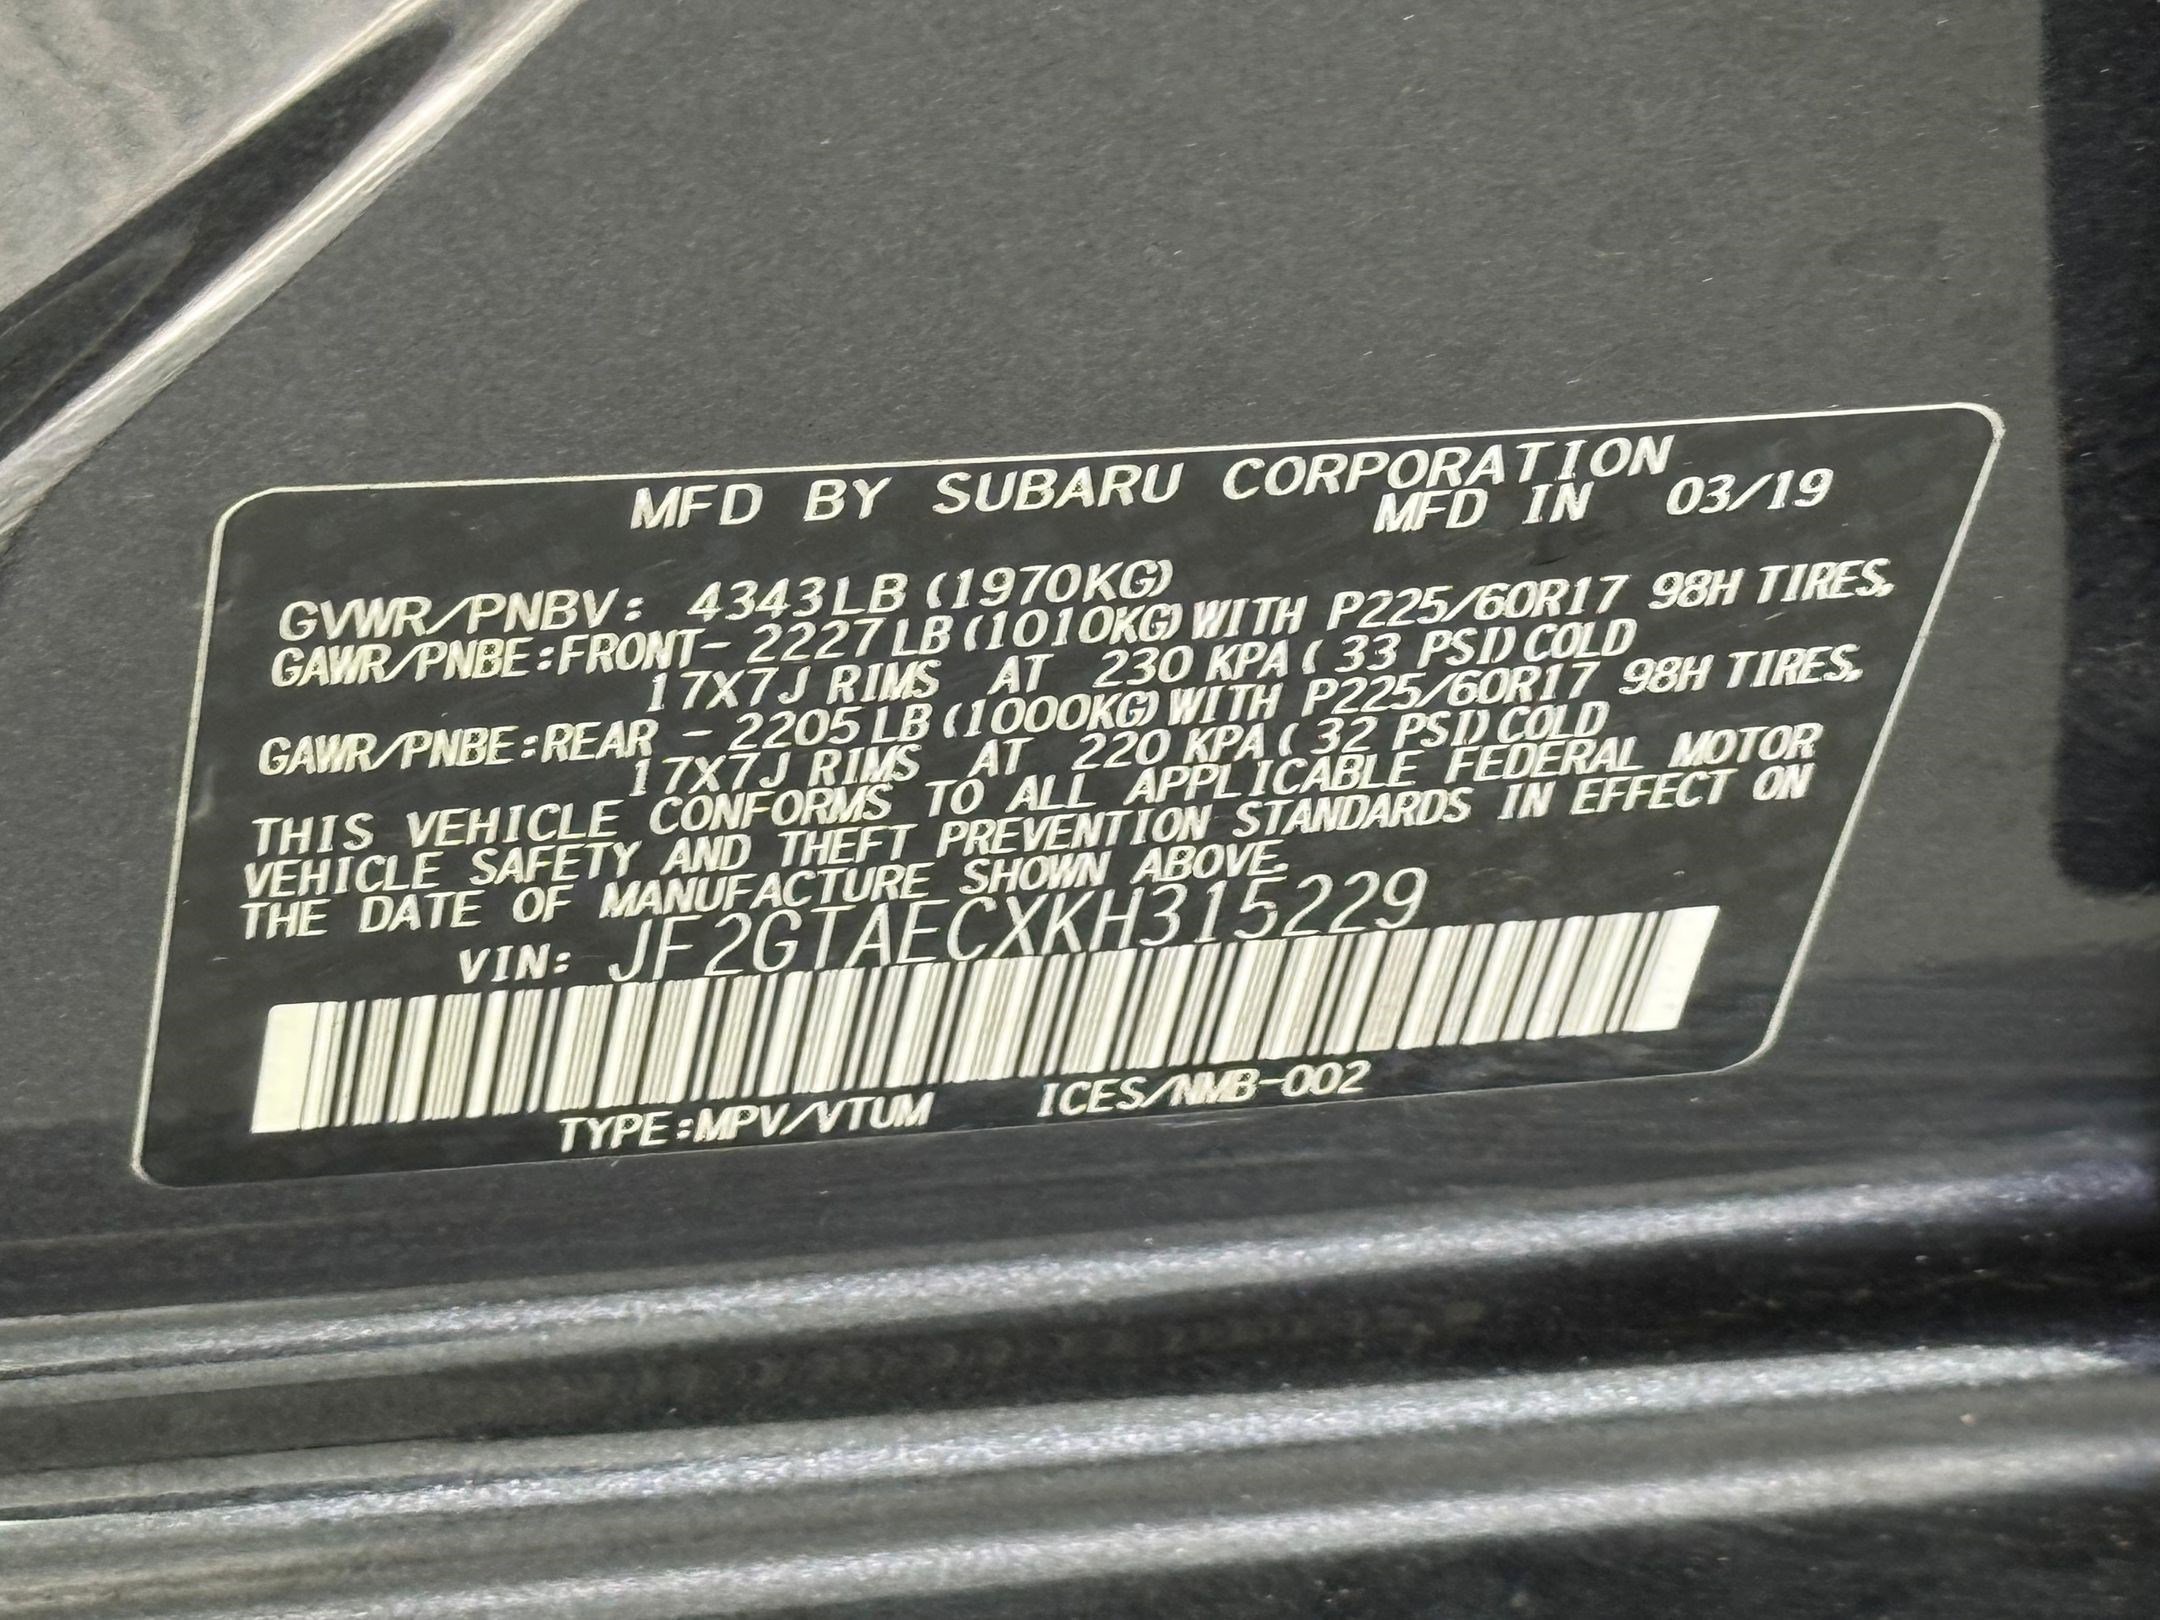 MFD BY SUBARU CORPORATION
MFD IN 03/19
GVWR/PNBV: 4343LB (1970KG)
GAWR/PNBE:FRONT- 2227LB (1010KG) WITH P225/60R17 98H TIRES,
17X7J RIMS AT 230 KPA ( 33 PSI) COLD
GAWR/PNBE:REAR - 2205LB (1000KG) WITH P225/60R17 98H TIRES,
17X7J RIMS AT 220 KPA ( 32 PSI) COLD
THIS VEHICLE CONFORMS TO ALL APPLICABLE FEDERAL MOTOR
VEHICLE SAFETY AND THEFT PREVENTION STANDARDS IN EFFECT ON
THE DATE OF MANUFACTURE SHOWN ABOVE.
VIN: JF2GTAECXKH315229
TYPE:MPV/VTUM ICES/NMB-002